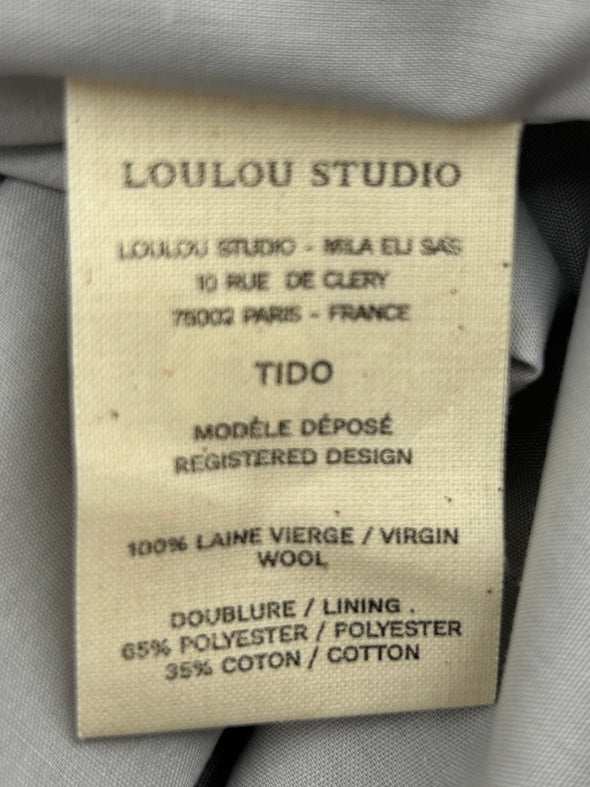 LOULOU STUDIO
LOULOU STUDIO - MILA ELI SAS
10 RUE DE CLERY
75002 PARIS - FRANCE
TIDO
MODÈLE DÉPOSÉ
REGISTERED DESIGN
100% LAINE VIERGE / VIRGIN
WOOL
DOUBLURE / LINING .
65% POLYESTER / POLYESTER
35% COTON / COTTON